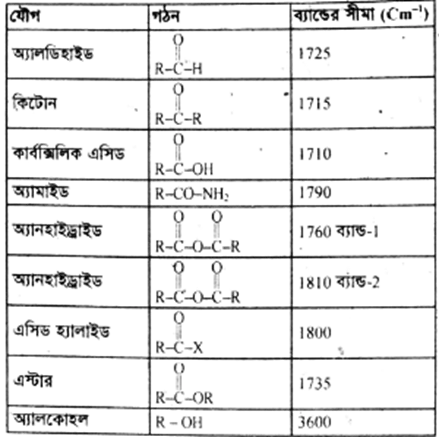 যৌগ গঠন ব্যান্ডের সীমা (Cm⁻¹)
O
অ্যালডিহাইড R–C–H 1725
O
কিটোন R–C–R 1715
O
কার্বক্সিলিক এসিড R–C–OH 1710
অ্যামাইড R–CO–NH₂ 1790
O O
অ্যানহাইড্রাইড R–C–O–C–R 1760 ব্যান্ড-1
O O
অ্যানহাইড্রাইড R–C–O–C–R 1810 ব্যান্ড-2
O
এসিড হ্যালাইড R–C–X 1800
O
এস্টার R–C–OR 1735
অ্যালকোহল R – OH 3600